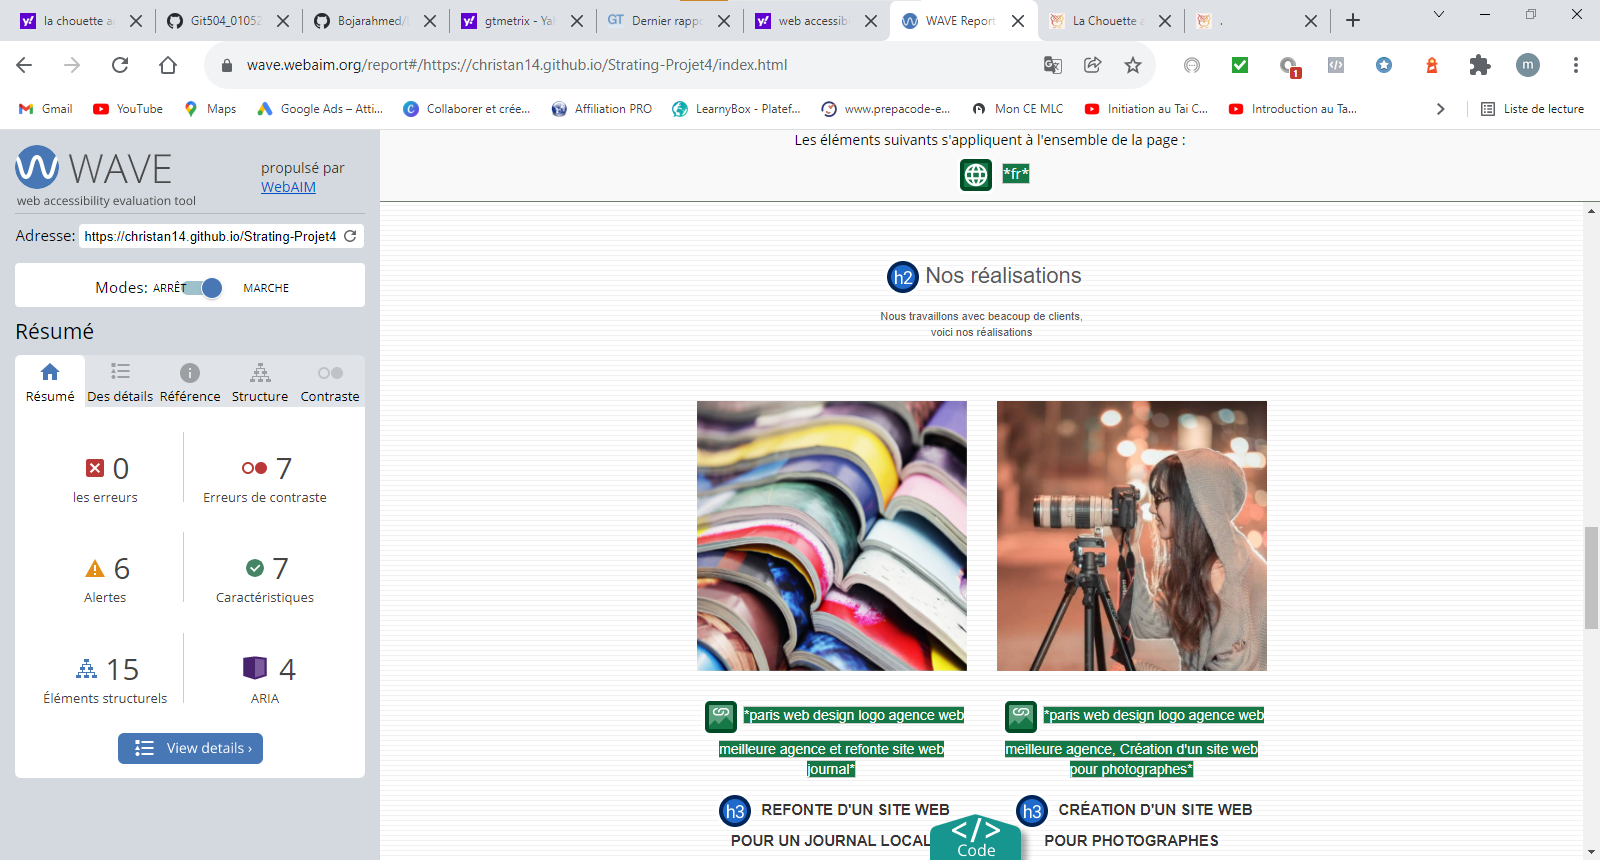 la chouette a
Git504_0105
Bojarahmed/
gtmetrix - Ya
GT Dernier rappo
web accessibi
WAVE Report
La Chouette a
.
wave.webaim.org/report#/https://christan14.github.io/Strating-Projet4/index.html
1
m
Gmail
YouTube
Maps
Google Ads – Atti...
Collaborer et crée...
Affiliation PRO
LearnyBox - Platef...
www.prepacode-e...
Mon CE MLC
Initiation au Tai C...
Introduction au Ta...
Liste de lecture
WAVE
web accessibility evaluation tool
propulsé par
WebAIM
Adresse: https://christan14.github.io/Strating-Projet4
Modes: ARRÊT MARCHE
Résumé
Résumé Des détails Référence Structure Contraste
0
les erreurs
7
Erreurs de contraste
6
Alertes
7
Caractéristiques
15
Éléments structurels
4
ARIA
View details ›
Les éléments suivants s'appliquent à l'ensemble de la page :
*fr*
h2 Nos réalisations
Nous travaillons avec beacoup de clients,
voici nos réalisations
*paris web design logo agence web
meilleure agence et refonte site web
journal*
*paris web design logo agence web
meilleure agence, Création d'un site web
pour photographes*
h3 REFONTE D'UN SITE WEB
POUR UN JOURNAL LOCAL
h3 CRÉATION D'UN SITE WEB
POUR PHOTOGRAPHES
</>
Code